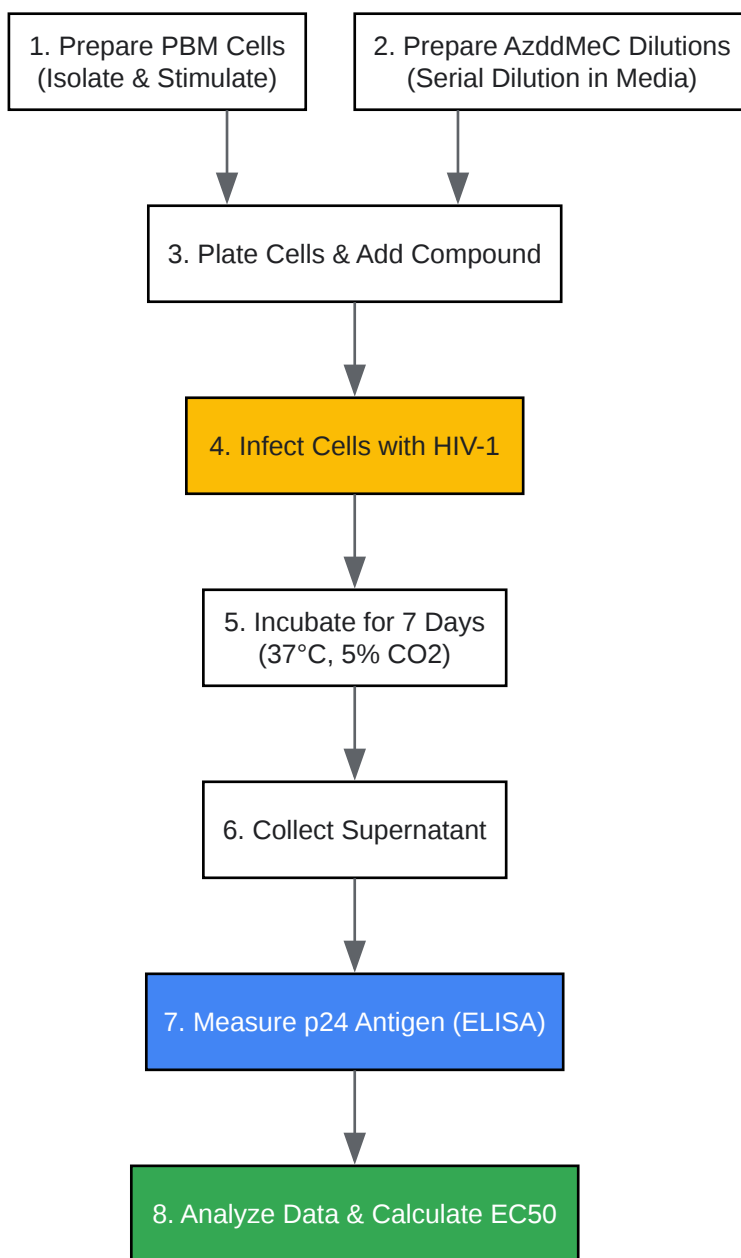 1. Prepare PBM Cells
(Isolate & Stimulate)
2. Prepare AzddMeC Dilutions
(Serial Dilution in Media)
3. Plate Cells & Add Compound
4. Infect Cells with HIV-1
5. Incubate for 7 Days
(37°C, 5% CO2)
6. Collect Supernatant
7. Measure p24 Antigen (ELISA)
8. Analyze Data & Calculate EC50